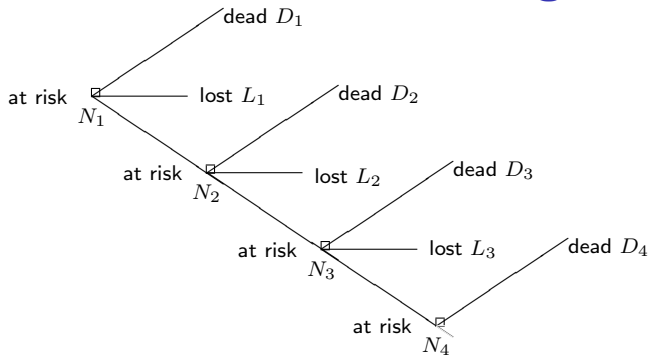 dead D₁
at risk
lost L₁
N₁
dead D₂
at risk
lost L₂
N₂
dead D₃
at risk
lost L₃
N₃
dead D₄
at risk
N₄